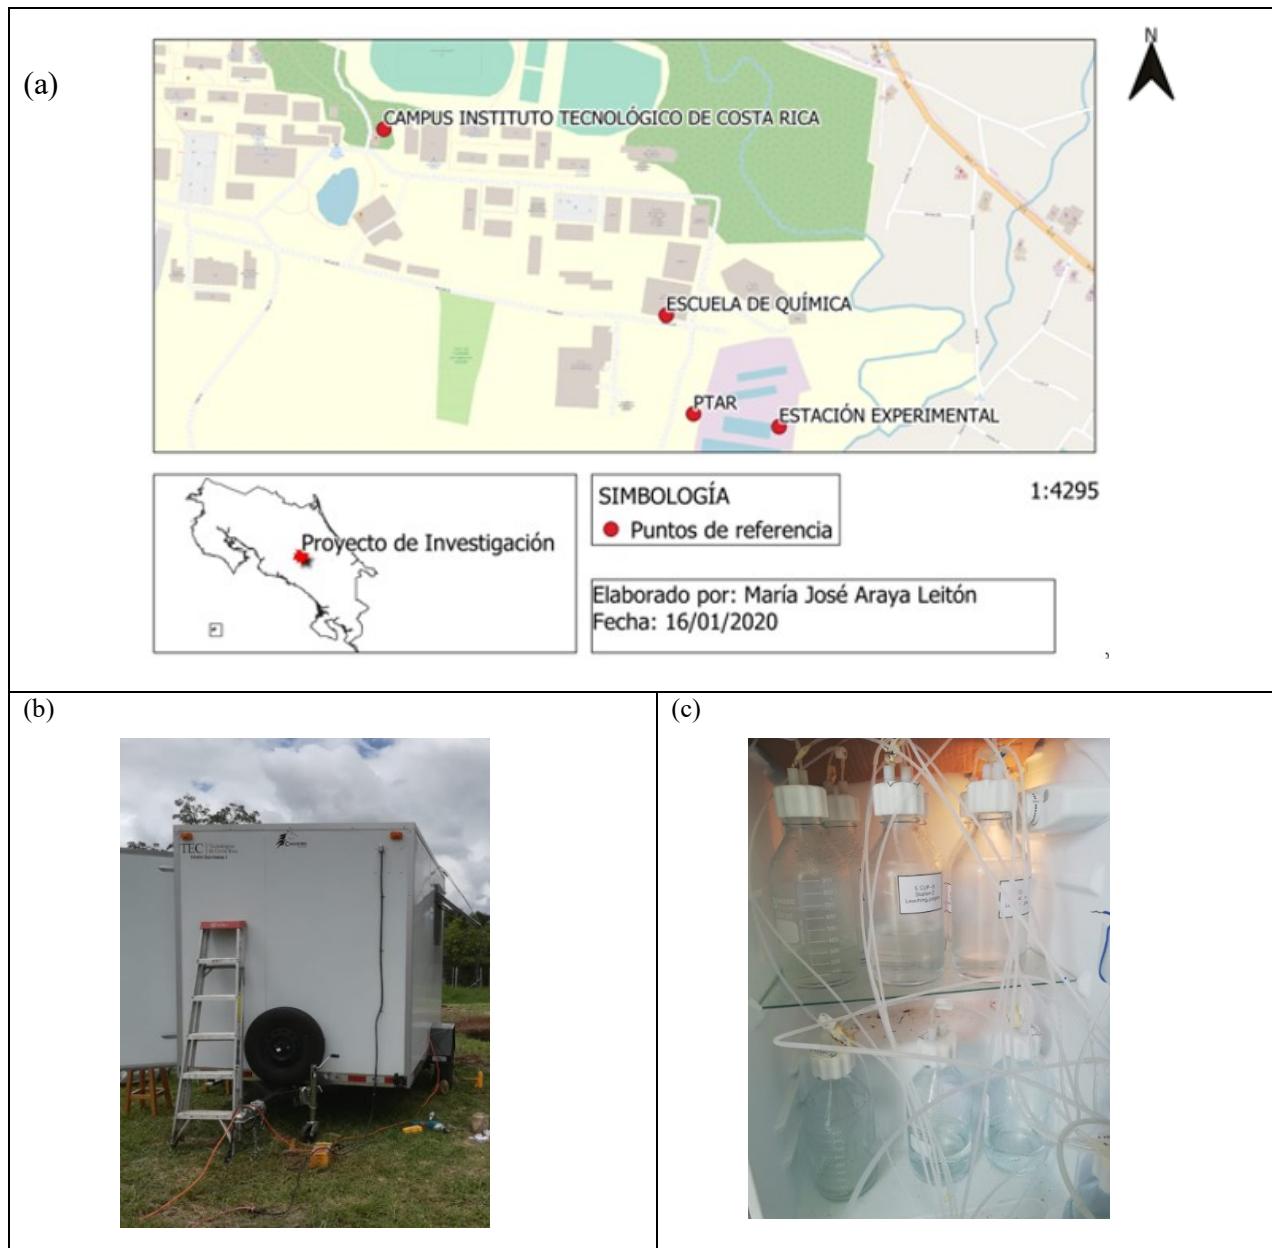 (a)
N
CAMPUS INSTITUTO TECNOLÓGICO DE COSTA RICA
ESCUELA DE QUÍMICA
PTAR
ESTACIÓN EXPERIMENTAL
Proyecto de Investigación
SIMBOLOGÍA
Puntos de referencia
1:4295
Elaborado por: María José Araya Leitón
Fecha: 16/01/2020
(b)
(c)
TEC